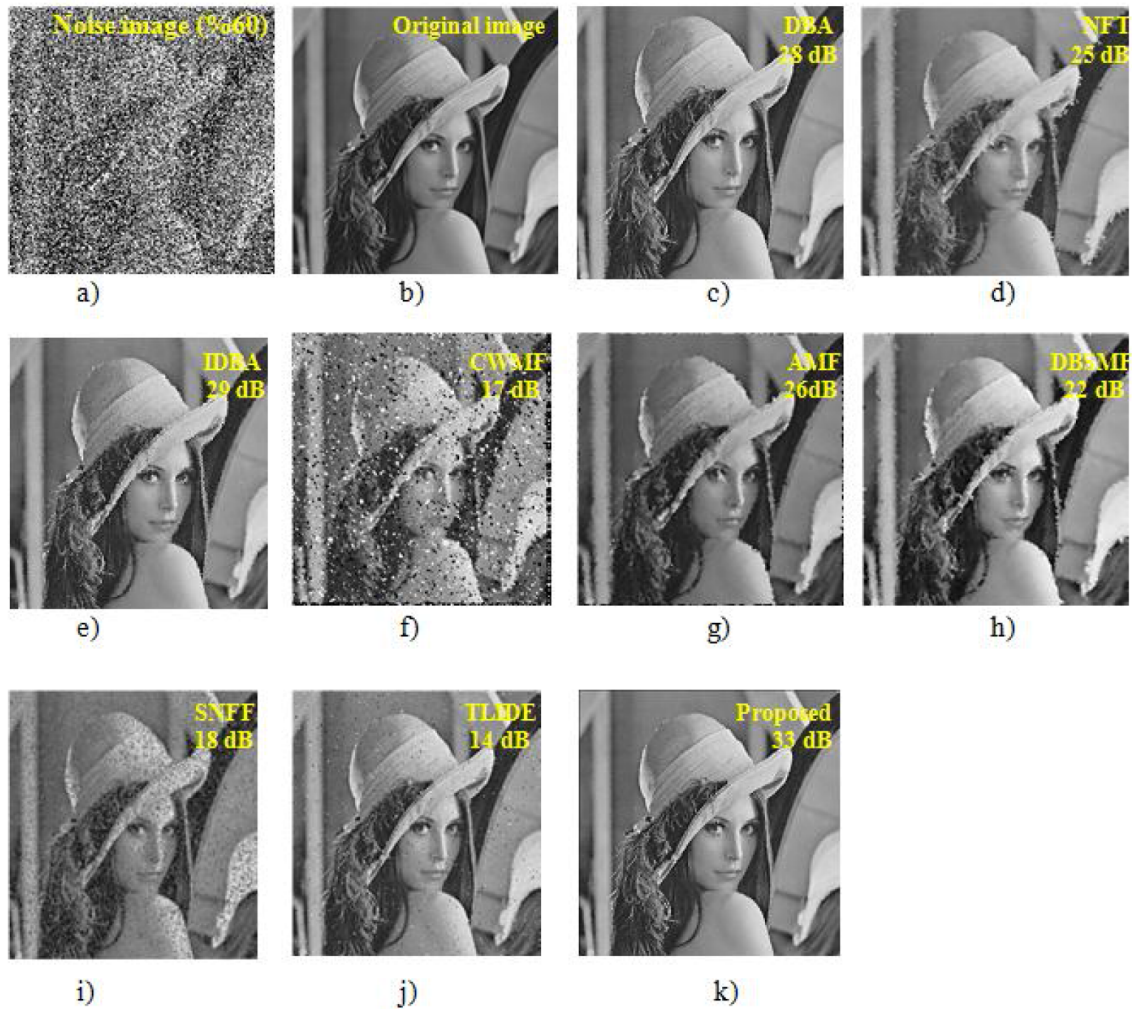 Noise image (%60)
Original image
DBA
28 dB
NFT
25 dB
a)
b)
c)
d)
IDBA
29 dB
CWMF
17 dB
AMF
26dB
DBSMF
22 dB
e)
f)
g)
h)
SNFF
18 dB
TLIDE
14 dB
Proposed
33 dB
i)
j)
k)